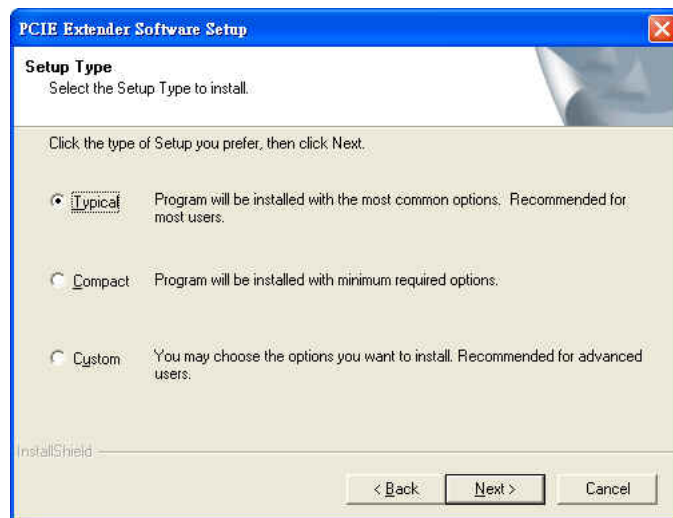 PCIE Extender Software Setup
Setup Type
Select the Setup Type to install.
Click the type of Setup you prefer, then click Next.
Typical
Program will be installed with the most common options. Recommended for
most users.
Compact
Program will be installed with minimum required options.
Custom
You may choose the options you want to install. Recommended for advanced
users.
InstallShield
< Back
Next >
Cancel